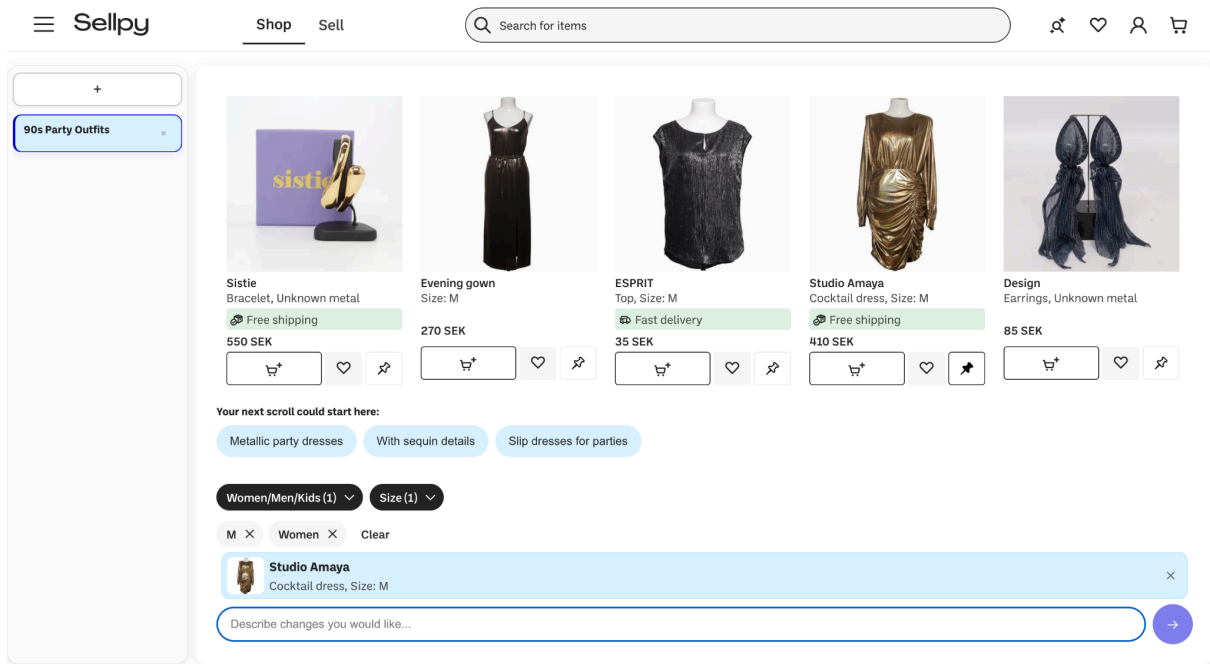 Sellpy
Shop
Sell
Search for items
+
90s Party Outfits
×
sistie
Sistie
Bracelet, Unknown metal
Free shipping
550 SEK
Evening gown
Size: M
270 SEK
ESPRIT
Top, Size: M
Fast delivery
35 SEK
Studio Amaya
Cocktail dress, Size: M
Free shipping
410 SEK
Design
Earrings, Unknown metal
85 SEK
Your next scroll could start here:
Metallic party dresses
With sequin details
Slip dresses for parties
Women/Men/Kids (1)
Size (1)
M
Women
Clear
Studio Amaya
Cocktail dress, Size: M
Describe changes you would like...